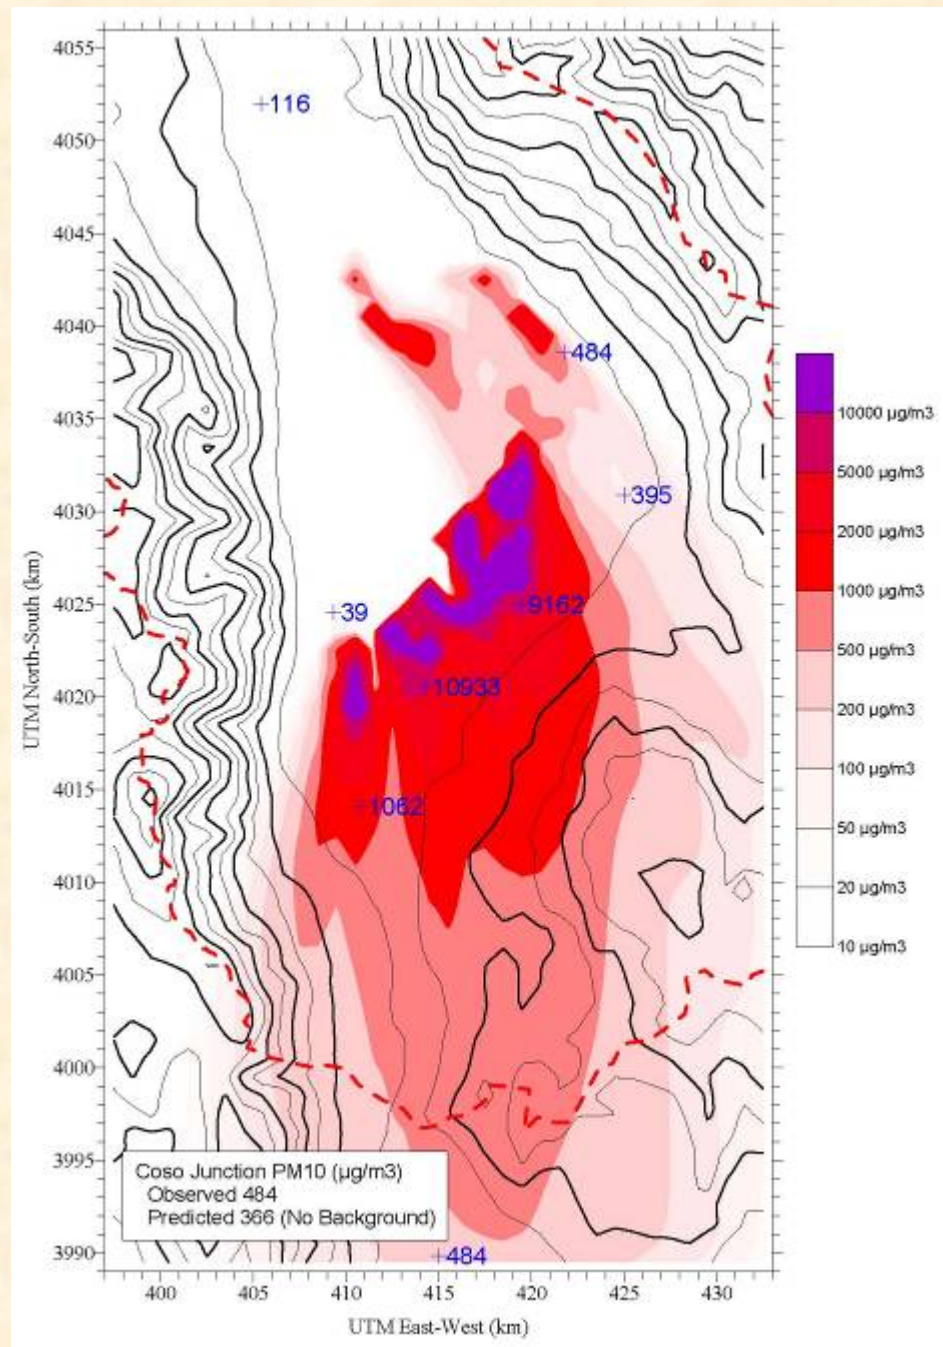 4055
4050
4045
4040
4035
4030
4025
4020
4015
4010
4005
4000
3995
3990
UTM North-South (km)
+116
+484
+395
+39
+9162
+10933
+1062
+484
Coso Junction PM10 (µg/m3)
Observed 484
Predicted 366 (No Background)
400 405 410 415 420 425 430
UTM East-West (km)
10000 µg/m3
5000 µg/m3
2000 µg/m3
1000 µg/m3
500 µg/m3
200 µg/m3
100 µg/m3
50 µg/m3
20 µg/m3
10 µg/m3